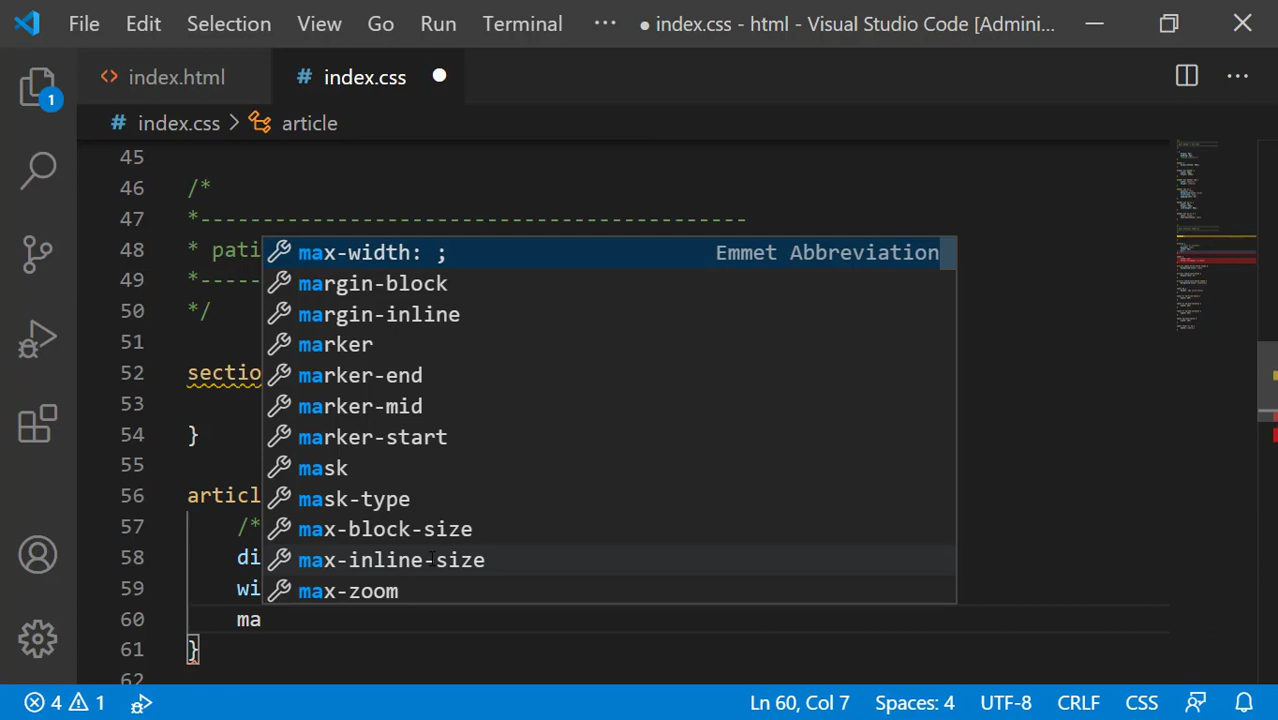 File Edit Selection View Go Run Terminal ··· ● index.css - html - Visual Studio Code [Admini...
<> index.html # index.css ●
# index.css > article
45
46 /*
47 *--------------------------------------------
48 * pati
49 *-----
50 */
51
52 sectio
53
54 }
55
56 articl
57 /*
58 di
59 wi
60 ma
61 }
62
max-width: ; Emmet Abbreviation
margin-block
margin-inline
marker
marker-end
marker-mid
marker-start
mask
mask-type
max-block-size
max-inline-size
max-zoom
1
4 1 Ln 60, Col 7 Spaces: 4 UTF-8 CRLF CSS